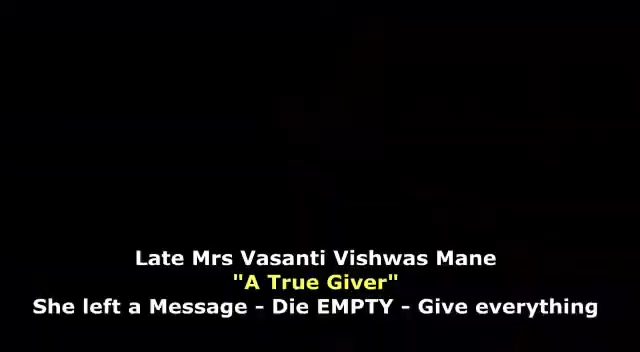 Late Mrs Vasanti Vishwas Mane
"A True Giver"
She left a Message - Die EMPTY - Give everything